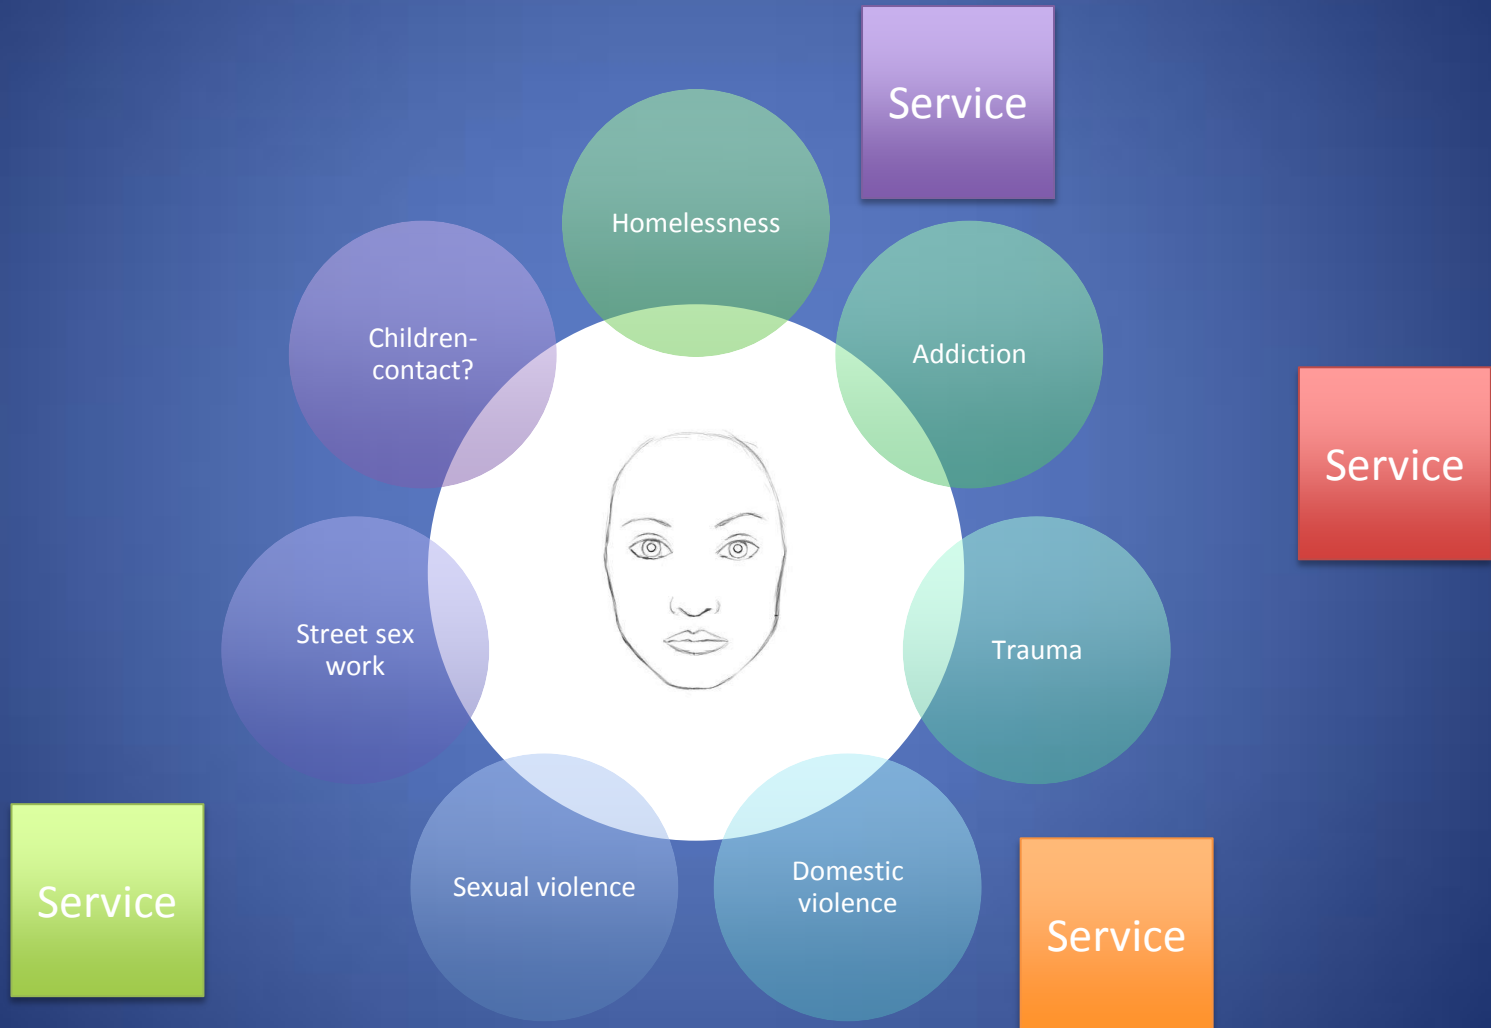 Service
Homelessness
Children-
contact?
Addiction
Service
Street sex
work
Trauma
Sexual violence
Domestic
violence
Service
Service